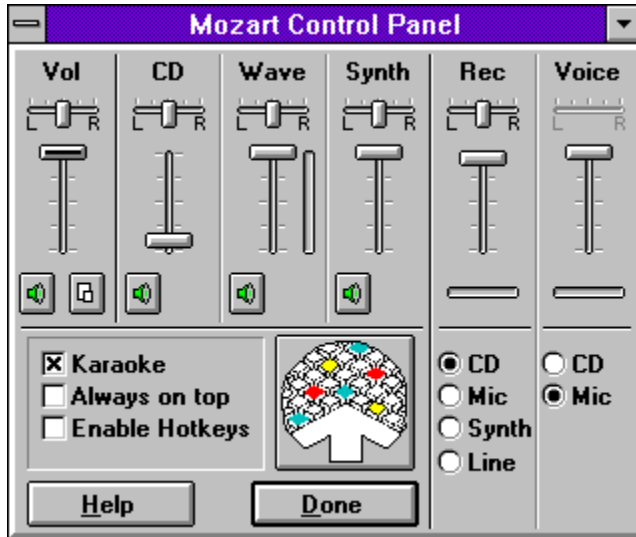 Mozart Control Panel
Vol CD Wave Synth Rec Voice
L R L R L R L R L R L R
Karaoke
Always on top
Enable Hotkeys
CD
Mic
Synth
Line
CD
Mic
Help Done